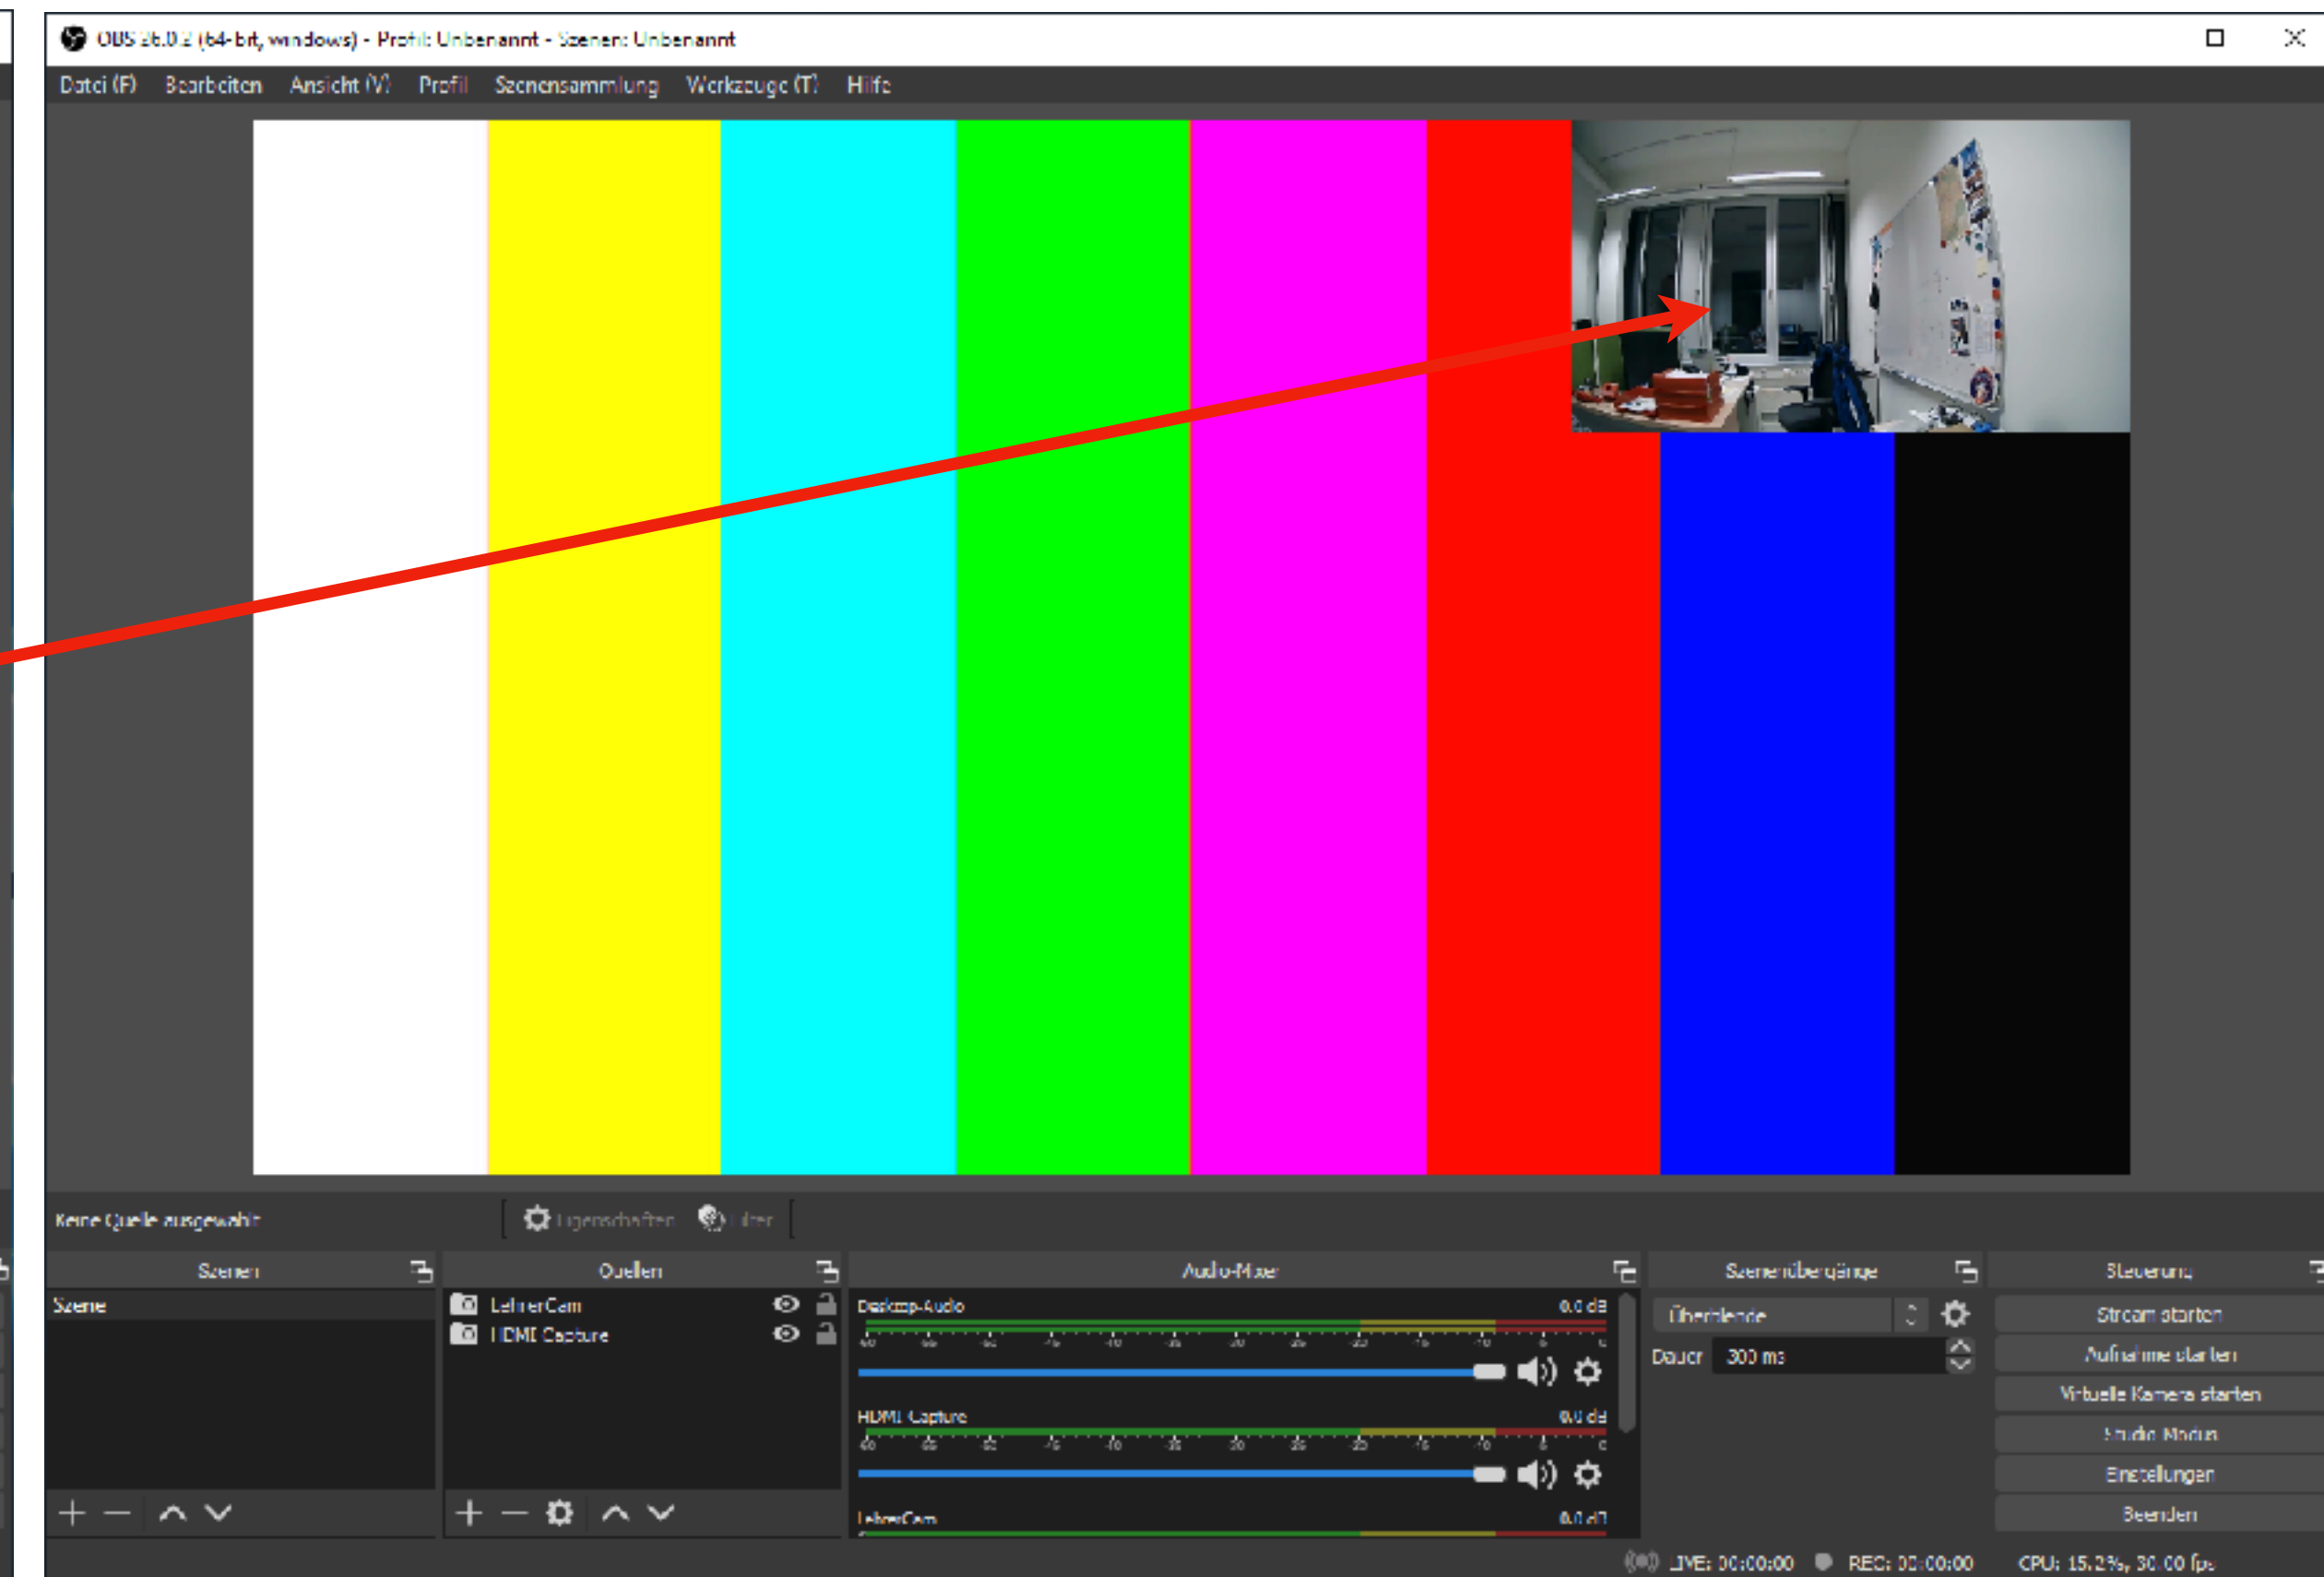 OBS 26.0.2 (64-bit, windows) - Profil: Unbenannt - Szenen: Unbenannt
Datei (F) Bearbeiten Ansicht (V) Profil Szenensammlung Werkzeuge (T) Hilfe
Keine Quelle ausgewählt Eigenschaften Filter
Szenen Quellen Audio-Mixer Szenenübergänge Steuerung
Szene
LehrerCam
HDMI Capture
Desktop-Audio 0.0 dB
HDMI Capture 0.0 dB
LehrerCam 0.0 dB
Überblende
Dauer 300 ms
Stream starten
Aufnahme starten
Virtuelle Kamera starten
Studio-Modus
Einstellungen
Beenden
LIVE: 00:00:00 REC: 00:00:00 CPU: 15.2%, 30.00 fps